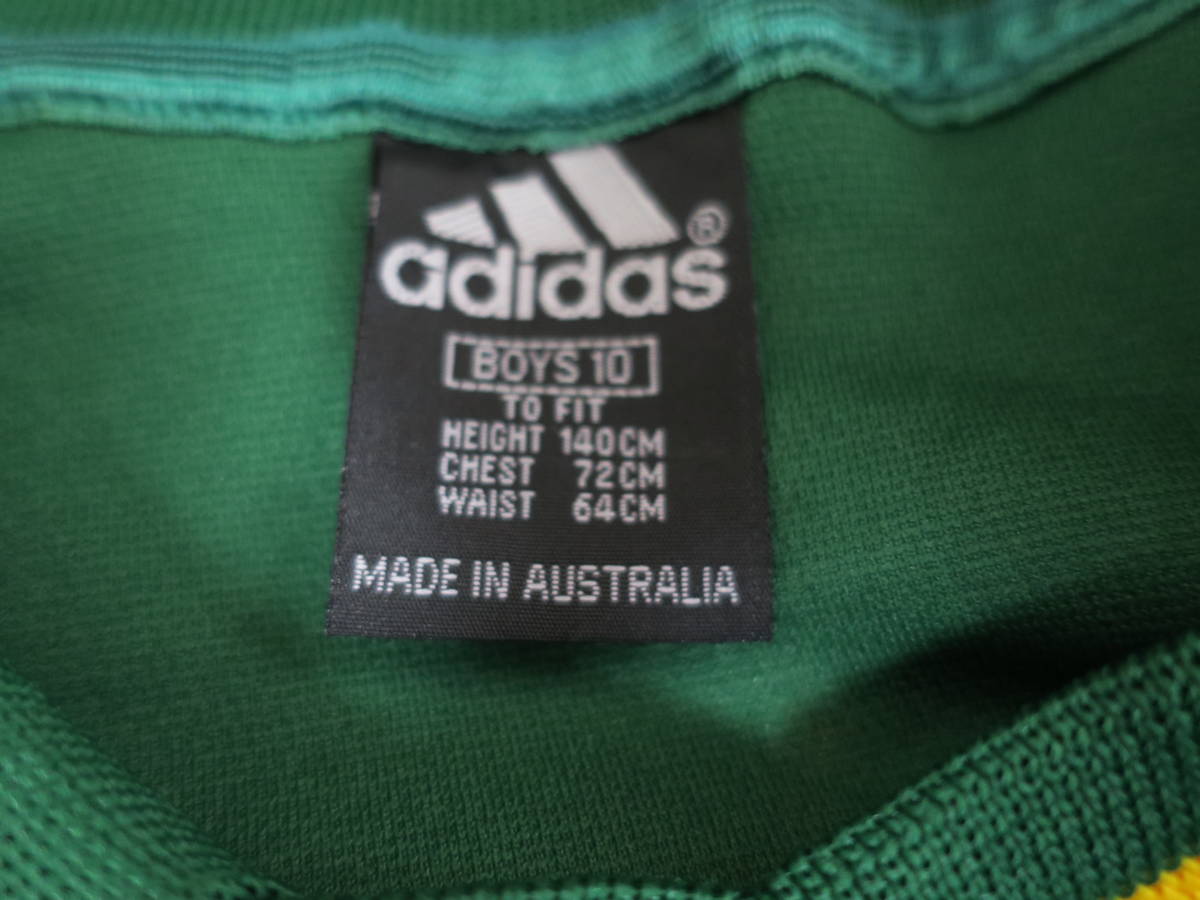 adidas®
BOYS 10
TO FIT
HEIGHT 140CM
CHEST 72CM
WAIST 64CM
MADE IN AUSTRALIA